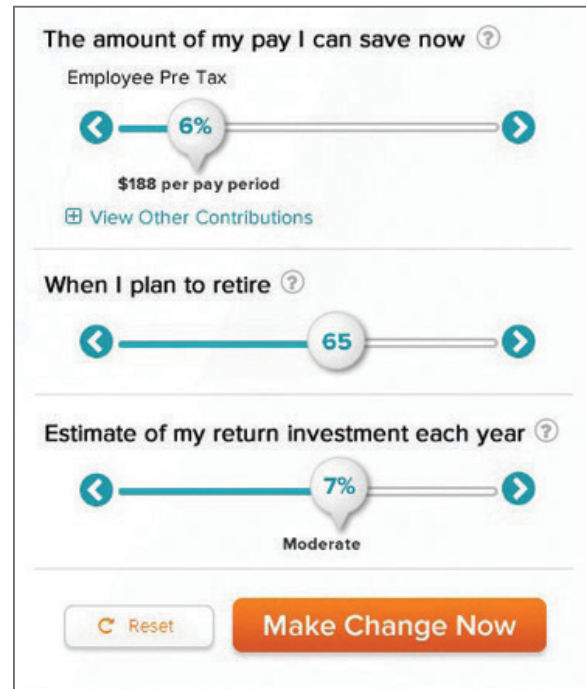 The amount of my pay I can save now ?
Employee Pre Tax
6%
$188 per pay period
View Other Contributions
When I plan to retire ?
65
Estimate of my return investment each year ?
7%
Moderate
Reset
Make Change Now